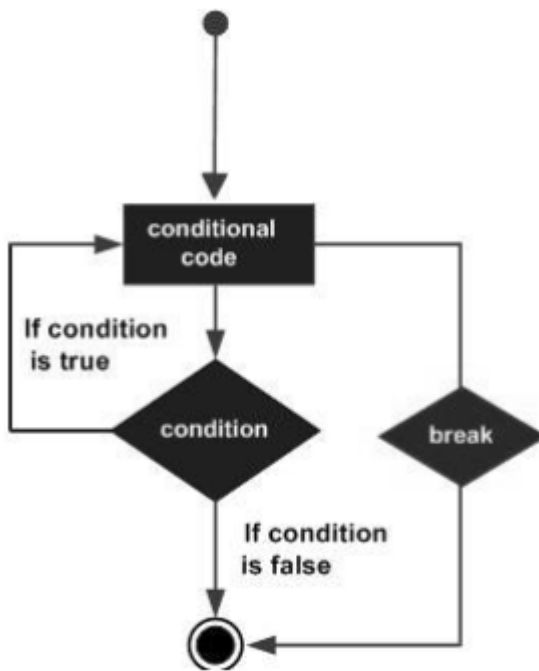 conditional
code
If condition
is true
condition
break
If condition
is false